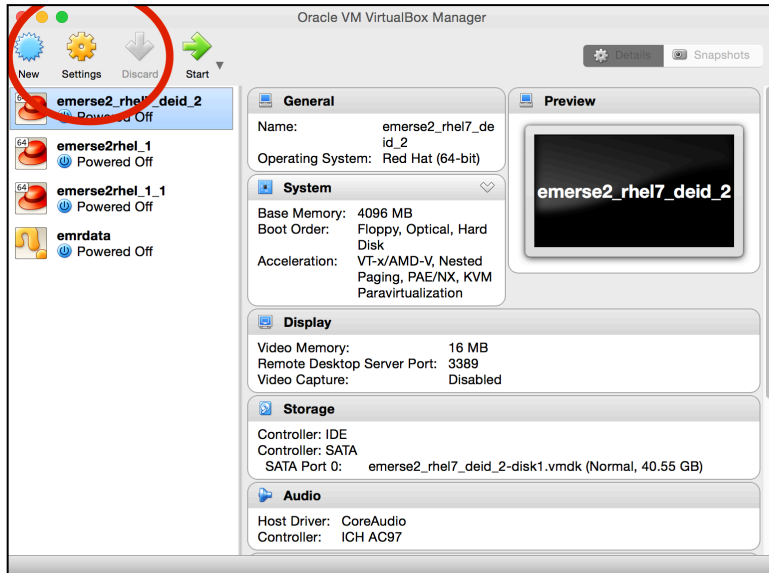 Oracle VM VirtualBox Manager
New Settings Discard Start
Details Snapshots
64 emerse2_rhel7_deid_2
Powered Off
64 emerse2rhel_1
Powered Off
64 emerse2rhel_1_1
Powered Off
emrdata
Powered Off
General
Name: emerse2_rhel7_de
id_2
Operating System: Red Hat (64-bit)
System
Base Memory: 4096 MB
Boot Order: Floppy, Optical, Hard
Disk
Acceleration: VT-x/AMD-V, Nested
Paging, PAE/NX, KVM
Paravirtualization
Preview
emerse2_rhel7_deid_2
Display
Video Memory: 16 MB
Remote Desktop Server Port: 3389
Video Capture: Disabled
Storage
Controller: IDE
Controller: SATA
SATA Port 0: emerse2_rhel7_deid_2-disk1.vmdk (Normal, 40.55 GB)
Audio
Host Driver: CoreAudio
Controller: ICH AC97